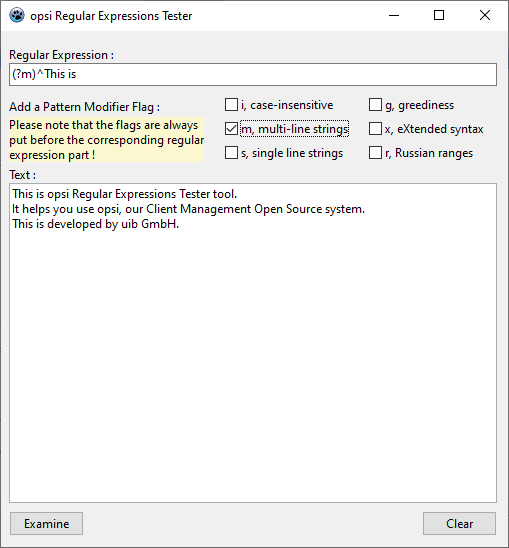 opsi Regular Expressions Tester
Regular Expression :
(?m)^This is
Add a Pattern Modifier Flag :
Please note that the flags are always
put before the corresponding regular
expression part !
i, case-insensitive
g, greediness
m, multi-line strings
x, eXtended syntax
s, single line strings
r, Russian ranges
Text :
This is opsi Regular Expressions Tester tool.
It helps you use opsi, our Client Management Open Source system.
This is developed by uib GmbH.
Examine
Clear